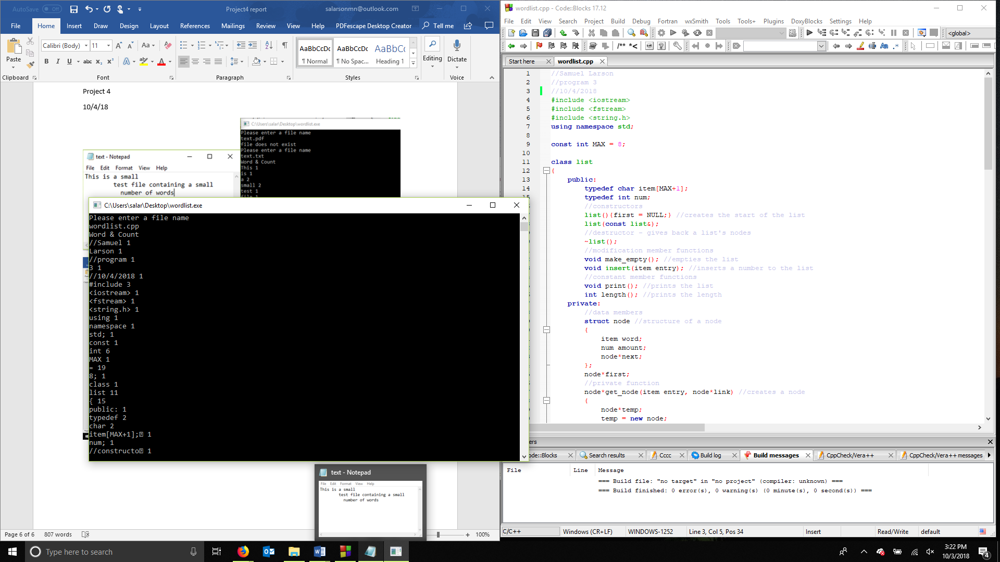 AutoSave Off Project4 report salarsonmn@outlook.com
File Home Insert Draw Design Layout References Mailings Review View Help PDFescape Desktop Creator Tell me
Paste
Calibri (Body) 11
B I U abc x₂ x²
AaBbCcDc AaBbCcDc AaBbCc
¶ Normal ¶ No Spac... Heading 1
Editing
Dictate
Clipboard Font Paragraph Styles Voice
Project 4
10/4/18
text - Notepad
File Edit Format View Help
This is a small
test file containing a small
number of words
C:\Users\salar\Desktop\wordlist.exe
Please enter a file name
text.pdf
file does not exist
Please enter a file name
text.txt
Word & Count
This 1
is 1
a 2
small 2
test 1
file 1
C:\Users\salar\Desktop\wordlist.exe
Please enter a file name
wordlist.cpp
Word & Count
//Samuel 1
Larson 1
//program 1
3 1
//10/4/2018 1
#include 3
<iostream> 1
<fstream> 1
<string.h> 1
using 1
namespace 1
std; 1
const 1
int 6
MAX 1
= 19
8; 1
class 1
list 11
{ 15
public: 1
typedef 2
char 2
item[MAX+1]; 1
num; 1
//constructo 1
text - Notepad
File Edit Format View Help
This is a small
test file containing a small
number of words
Page 6 of 6 807 words 100%
wordlist.cpp - Code::Blocks 17.12
File Edit View Search Project Build Debug Fortran wxSmith Tools Tools+ Plugins DoxyBlocks Settings Help
<global>
Start here wordlist.cpp
1 //Samuel Larson
2 //program 3
3 //10/4/2018
4 #include <iostream>
5 #include <fstream>
6 #include <string.h>
7 using namespace std;
8
9 const int MAX = 8;
10
11 class list
12 {
13 public:
14 typedef char item[MAX+1];
typedef int num;
//constructors
list(){first = NULL;} //creates the start of the list
list(const list&);
//destructor - gives back a list's nodes
~list();
//modification member functions
void make_empty(); //empties the list
void insert(item entry); //inserts a number to the list
//constant member functions
void print(); //prints the list
int length(); //prints the length
private:
//data members
struct node //structure of a node
{
item word;
num amount;
node*next;
};
node*first;
//private function
node*get_node(item entry, node*link) //creates a node
{
node*temp;
temp = new node;
ers
ode::Blocks Search results Cccc Build log Build messages CppCheck/Vera++ CppCheck/Vera++ messages
File Line Message
=== Build file: "no target" in "no project" (compiler: unknown) ===
=== Build finished: 0 error(s), 0 warning(s) (0 minute(s), 0 second(s)) ===
C/C++ Windows (CR+LF) WINDOWS-1252 Line 3, Col 5, Pos 34 Insert Read/Write default
Type here to search
3:22 PM
10/3/2018
4